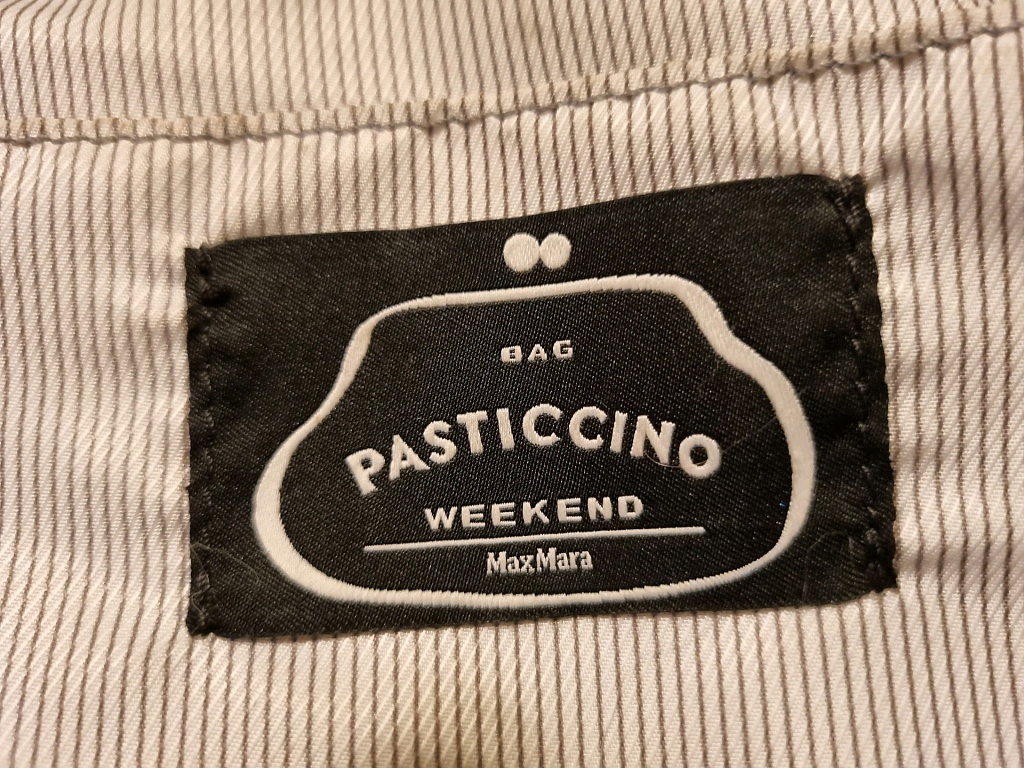 BAG
PASTICCINO
WEEKEND
MaxMara